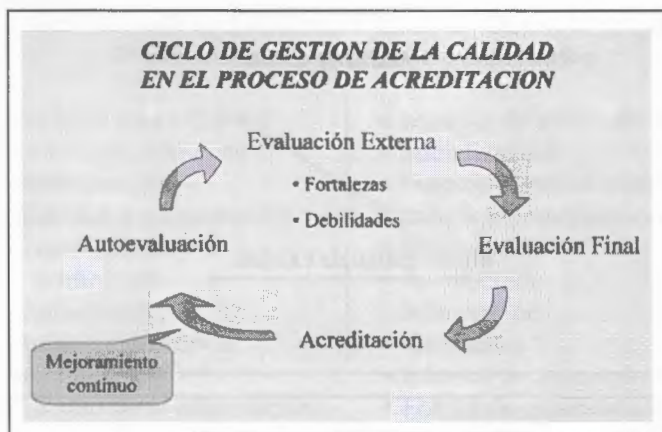 CICLO DE GESTION DE LA CALIDAD
EN EL PROCESO DE ACREDITACION
Evaluación Externa
• Fortalezas
• Debilidades
Autoevaluación
Evaluación Final
Acreditación
Mejoramiento
contínuo